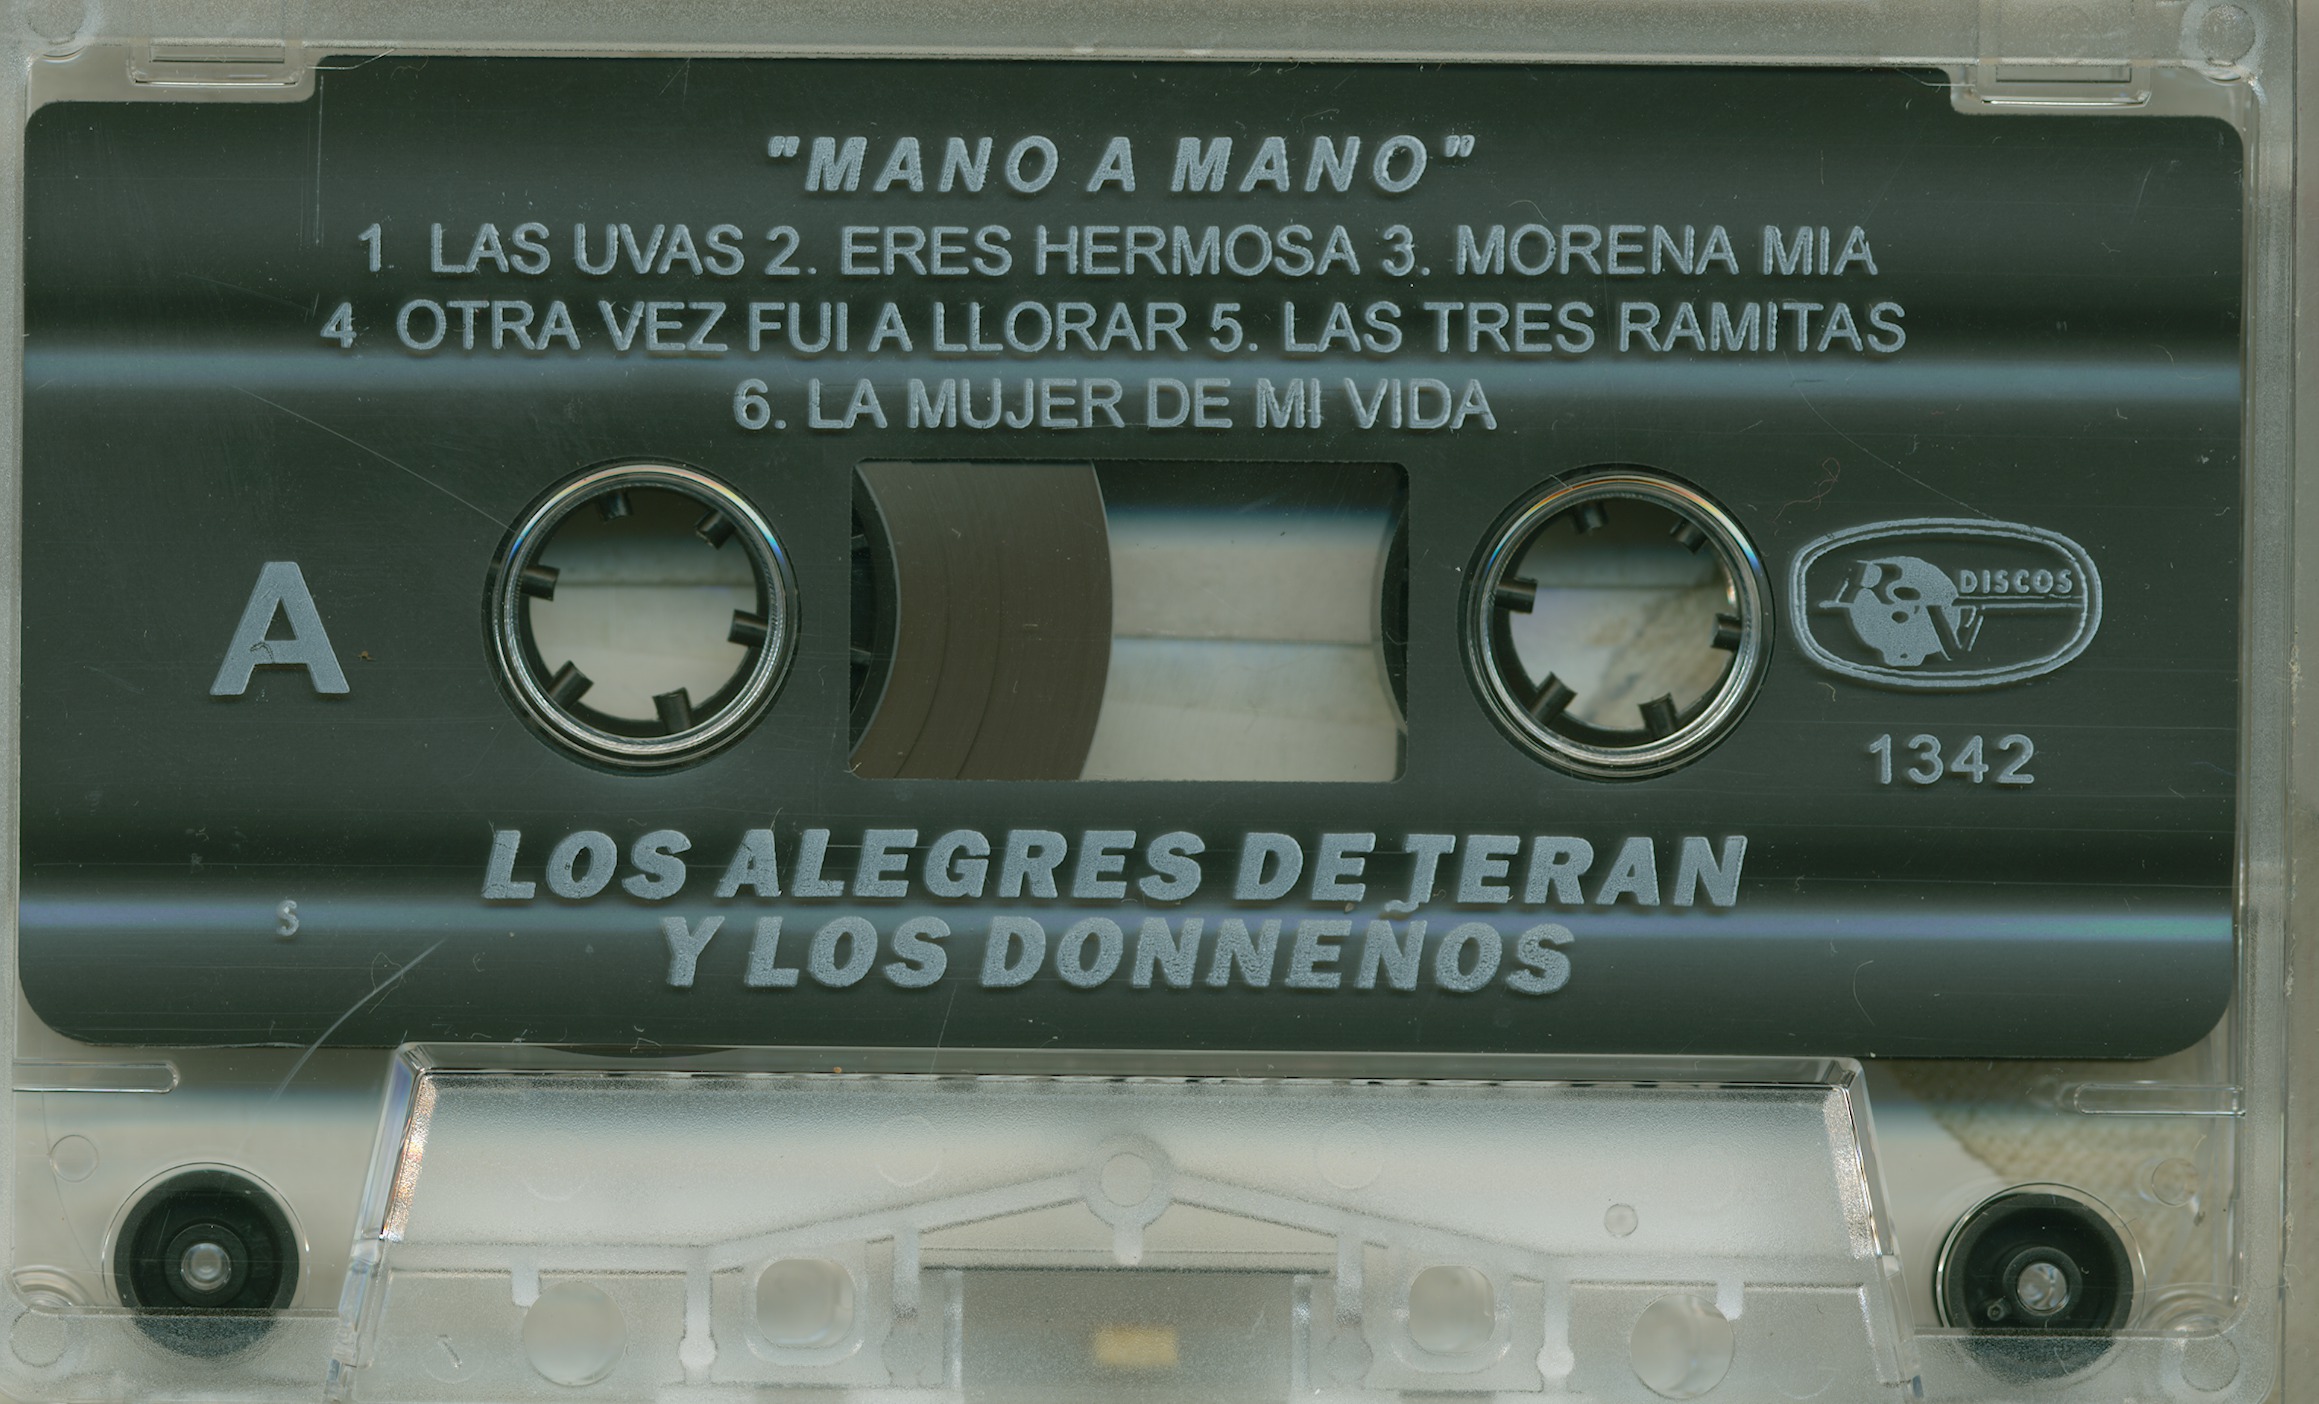 "MANO A MANO"
1 LAS UVAS 2. ERES HERMOSA 3. MORENA MIA
4 OTRA VEZ FUI A LLORAR 5. LAS TRES RAMITAS
6. LA MUJER DE MI VIDA
A
RyN DISCOS
1342
LOS ALEGRES DE TERAN
Y LOS DONNEÑOS
S